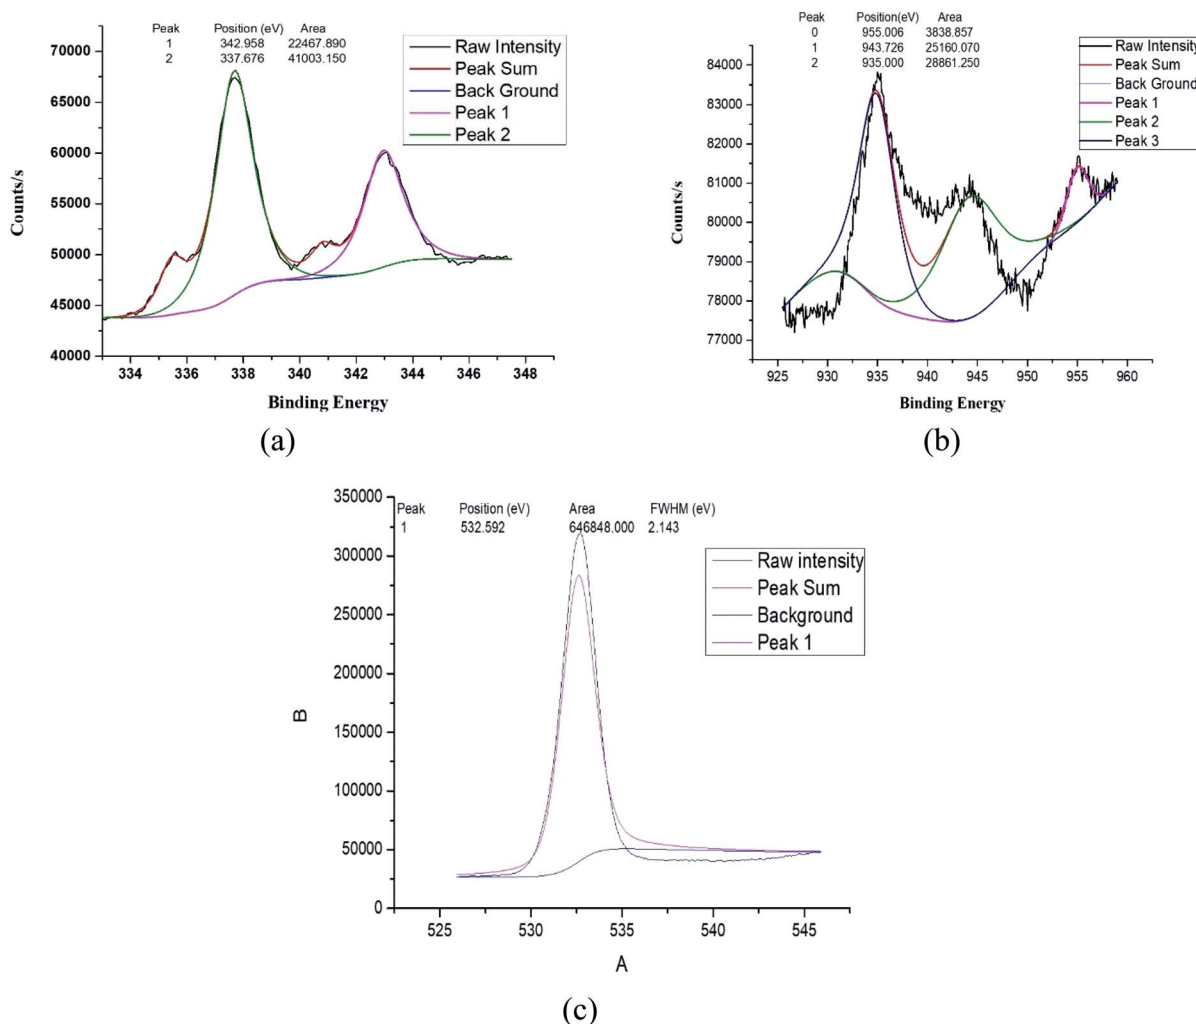 Peak Position (eV) Area
1 342.958 22467.890
2 337.676 41003.150
Raw Intensity
Peak Sum
Back Ground
Peak 1
Peak 2
70000
65000
60000
55000
50000
45000
40000
Counts/s
334 336 338 340 342 344 346 348
Binding Energy
(a)
Peak Position(eV) Area
0 955.006 3838.857
1 943.726 25160.070
2 935.000 28861.250
Raw Intensity
Peak Sum
Back Ground
Peak 1
Peak 2
Peak 3
84000
83000
81000
80000
78000
77000
Counts/s
925 930 935 940 945 950 955 960
Binding Energy
(b)
Peak Position (eV) Area FWHM (eV)
1 532.592 646848.000 2.143
Raw intensity
Peak Sum
Background
Peak 1
350000
300000
250000
200000
150000
100000
50000
0
B
525 530 535 540 545
A
(c)